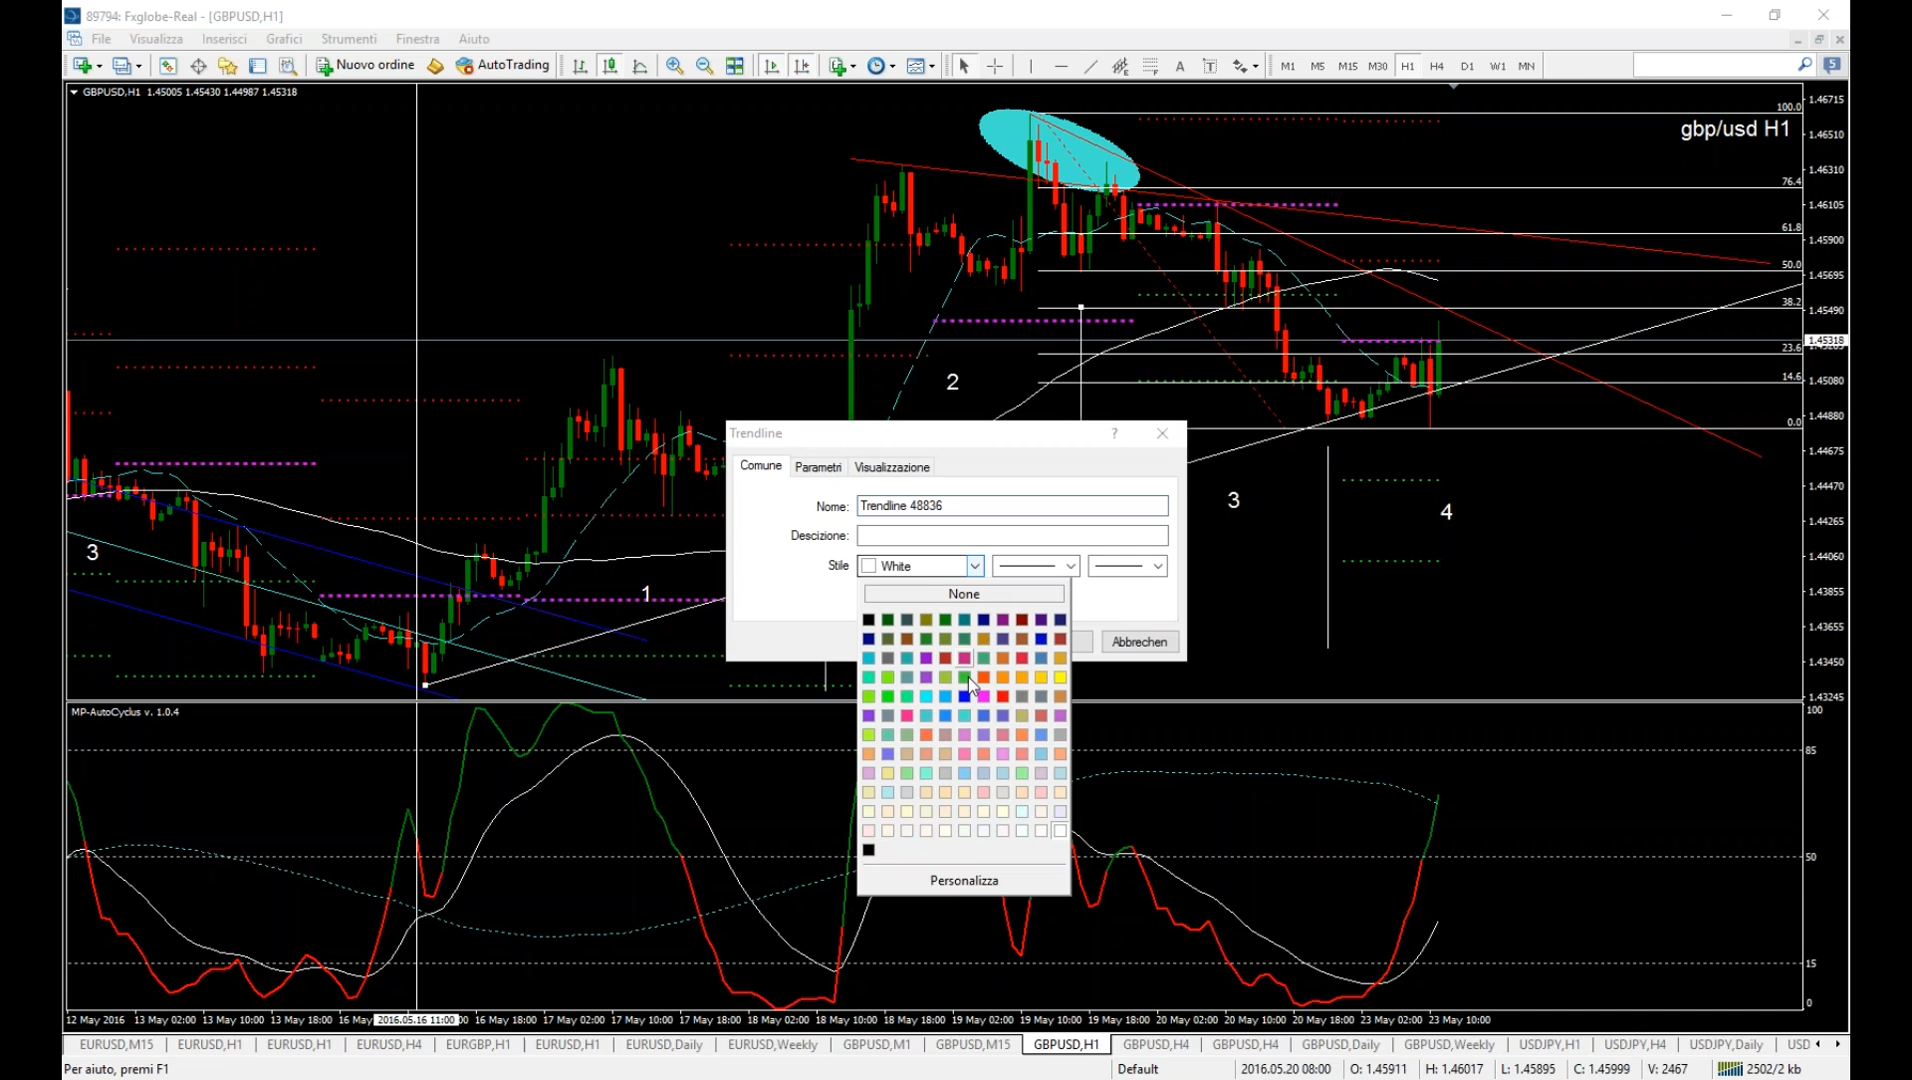 89794: Fxglobe-Real - [GBPUSD,H1]
File Visualizza Inserisci Grafici Strumenti Finestra Aiuto
Nuovo ordine AutoTrading A T M1 M5 M15 M30 H1 H4 D1 W1 MN 5
GBPUSD,H1 1.45005 1.45430 1.44987 1.45318
gbp/usd H1
100.0
76.4
61.8
50.0
38.2
23.6
14.6
0.0
1.46715
1.46510
1.46310
1.46105
1.45900
1.45695
1.45490
1.45318
1.45080
1.44880
1.44675
1.44470
1.44265
1.44060
1.43855
1.43655
1.43450
1.43245
2
3
4
3
1
Trendline ?
Comune Parametri Visualizzazione
Nome: Trendline 48836
Descizione:
Stile White
None
Abbrechen
Personalizza
MP-AutoCyclus v. 1.0.4
100
85
50
15
0
12 May 2016 13 May 02:00 13 May 10:00 13 May 18:00 16 May 2016.05.16 11:00 00 16 May 18:00 17 May 02:00 17 May 10:00 17 May 18:00 18 May 02:00 18 May 10:00 18 May 18:00 19 May 02:00 19 May 10:00 19 May 18:00 20 May 02:00 20 May 10:00 20 May 18:00 23 May 02:00 23 May 10:00
EURUSD,M15 EURUSD,H1 EURUSD,H1 EURUSD,H4 EURGBP,H1 EURUSD,H1 EURUSD,Daily EURUSD,Weekly GBPUSD,M1 GBPUSD,M15 GBPUSD,H1 GBPUSD,H4 GBPUSD,H4 GBPUSD,Daily GBPUSD,Weekly USDJPY,H1 USDJPY,H4 USDJPY,Daily USD
Per aiuto, premi F1 Default 2016.05.20 08:00 O: 1.45911 H: 1.46017 L: 1.45895 C: 1.45999 V: 2467 2502/2 kb